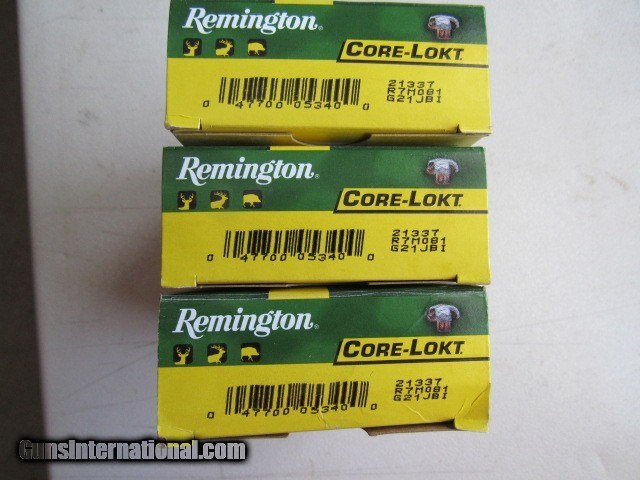 Remington®
CORE-LOKT®
21337
R7M081
G21JBI
0 47700 05340 0
Remington®
CORE-LOKT®
21337
R7M081
G21JBI
0 47700 05340 0
Remington®
CORE-LOKT®
21337
R7M081
G21JBI
0 47700 05340 0
GunsInternational.com